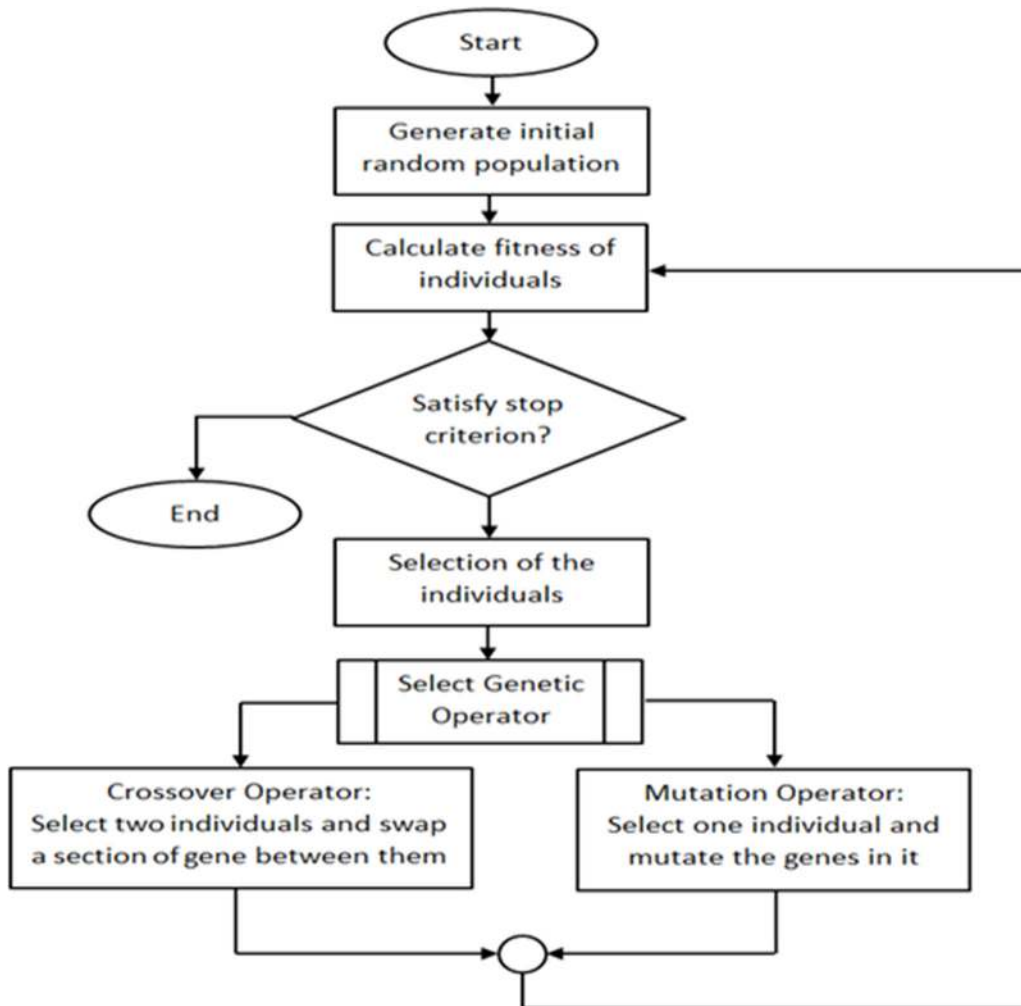 Start
Generate initial
random population
Calculate fitness of
individuals
Satisfy stop
criterion?
End
Selection of the
individuals
Select Genetic
Operator
Crossover Operator:
Select two individuals and swap
a section of gene between them
Mutation Operator:
Select one individual and
mutate the genes in it